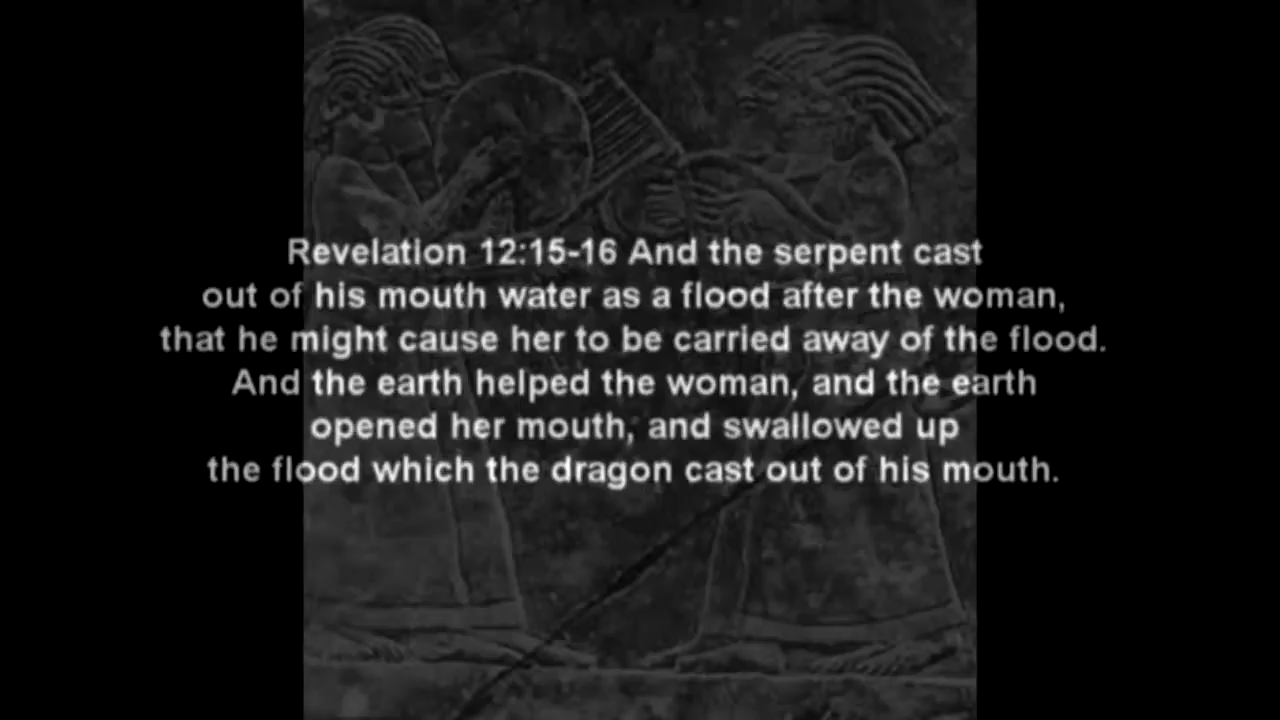 Revelation 12:15-16 And the serpent cast
out of his mouth water as a flood after the woman,
that he might cause her to be carried away of the flood.
And the earth helped the woman, and the earth
opened her mouth, and swallowed up
the flood which the dragon cast out of his mouth.